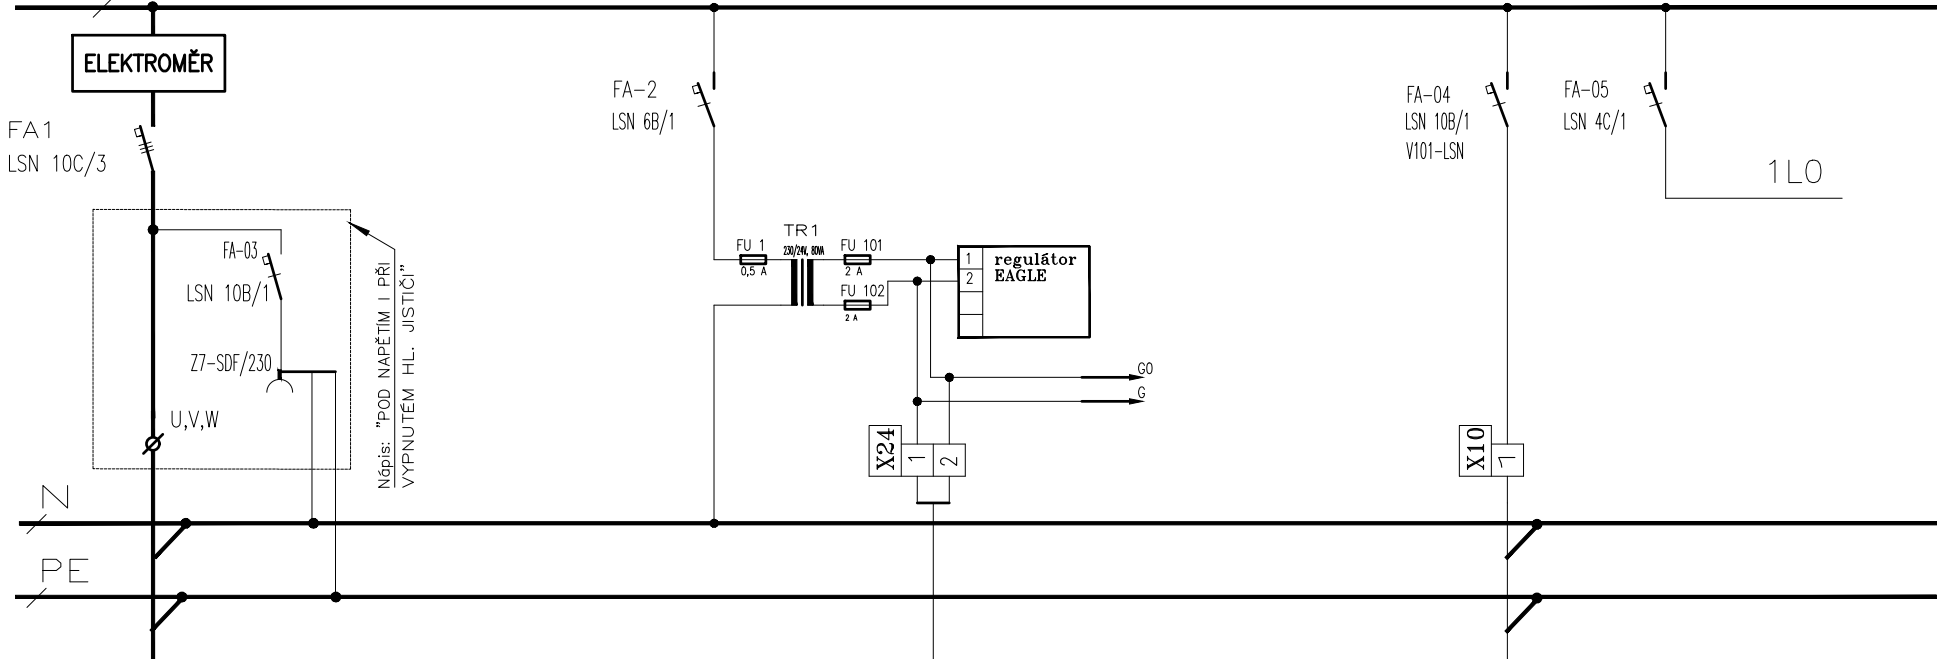 ELEKTROMĚR
FA1
LSN 10C/3
FA-03
LSN 10B/1
Z7-SDF/230
U,V,W
Nápis: "POD NAPĚTÍM I PŘI
VYPNUTÉM HL. JISTIČI"
FA-2
LSN 6B/1
FU 1
0,5 A
TR1
230/24V, 80VA
FU 101
2 A
FU 102
2 A
1
2
regulátor
EAGLE
G0
G
X24
1
2
FA-04
LSN 10B/1
V101-LSN
X10
7
FA-05
LSN 4C/1
1L0
N
PE